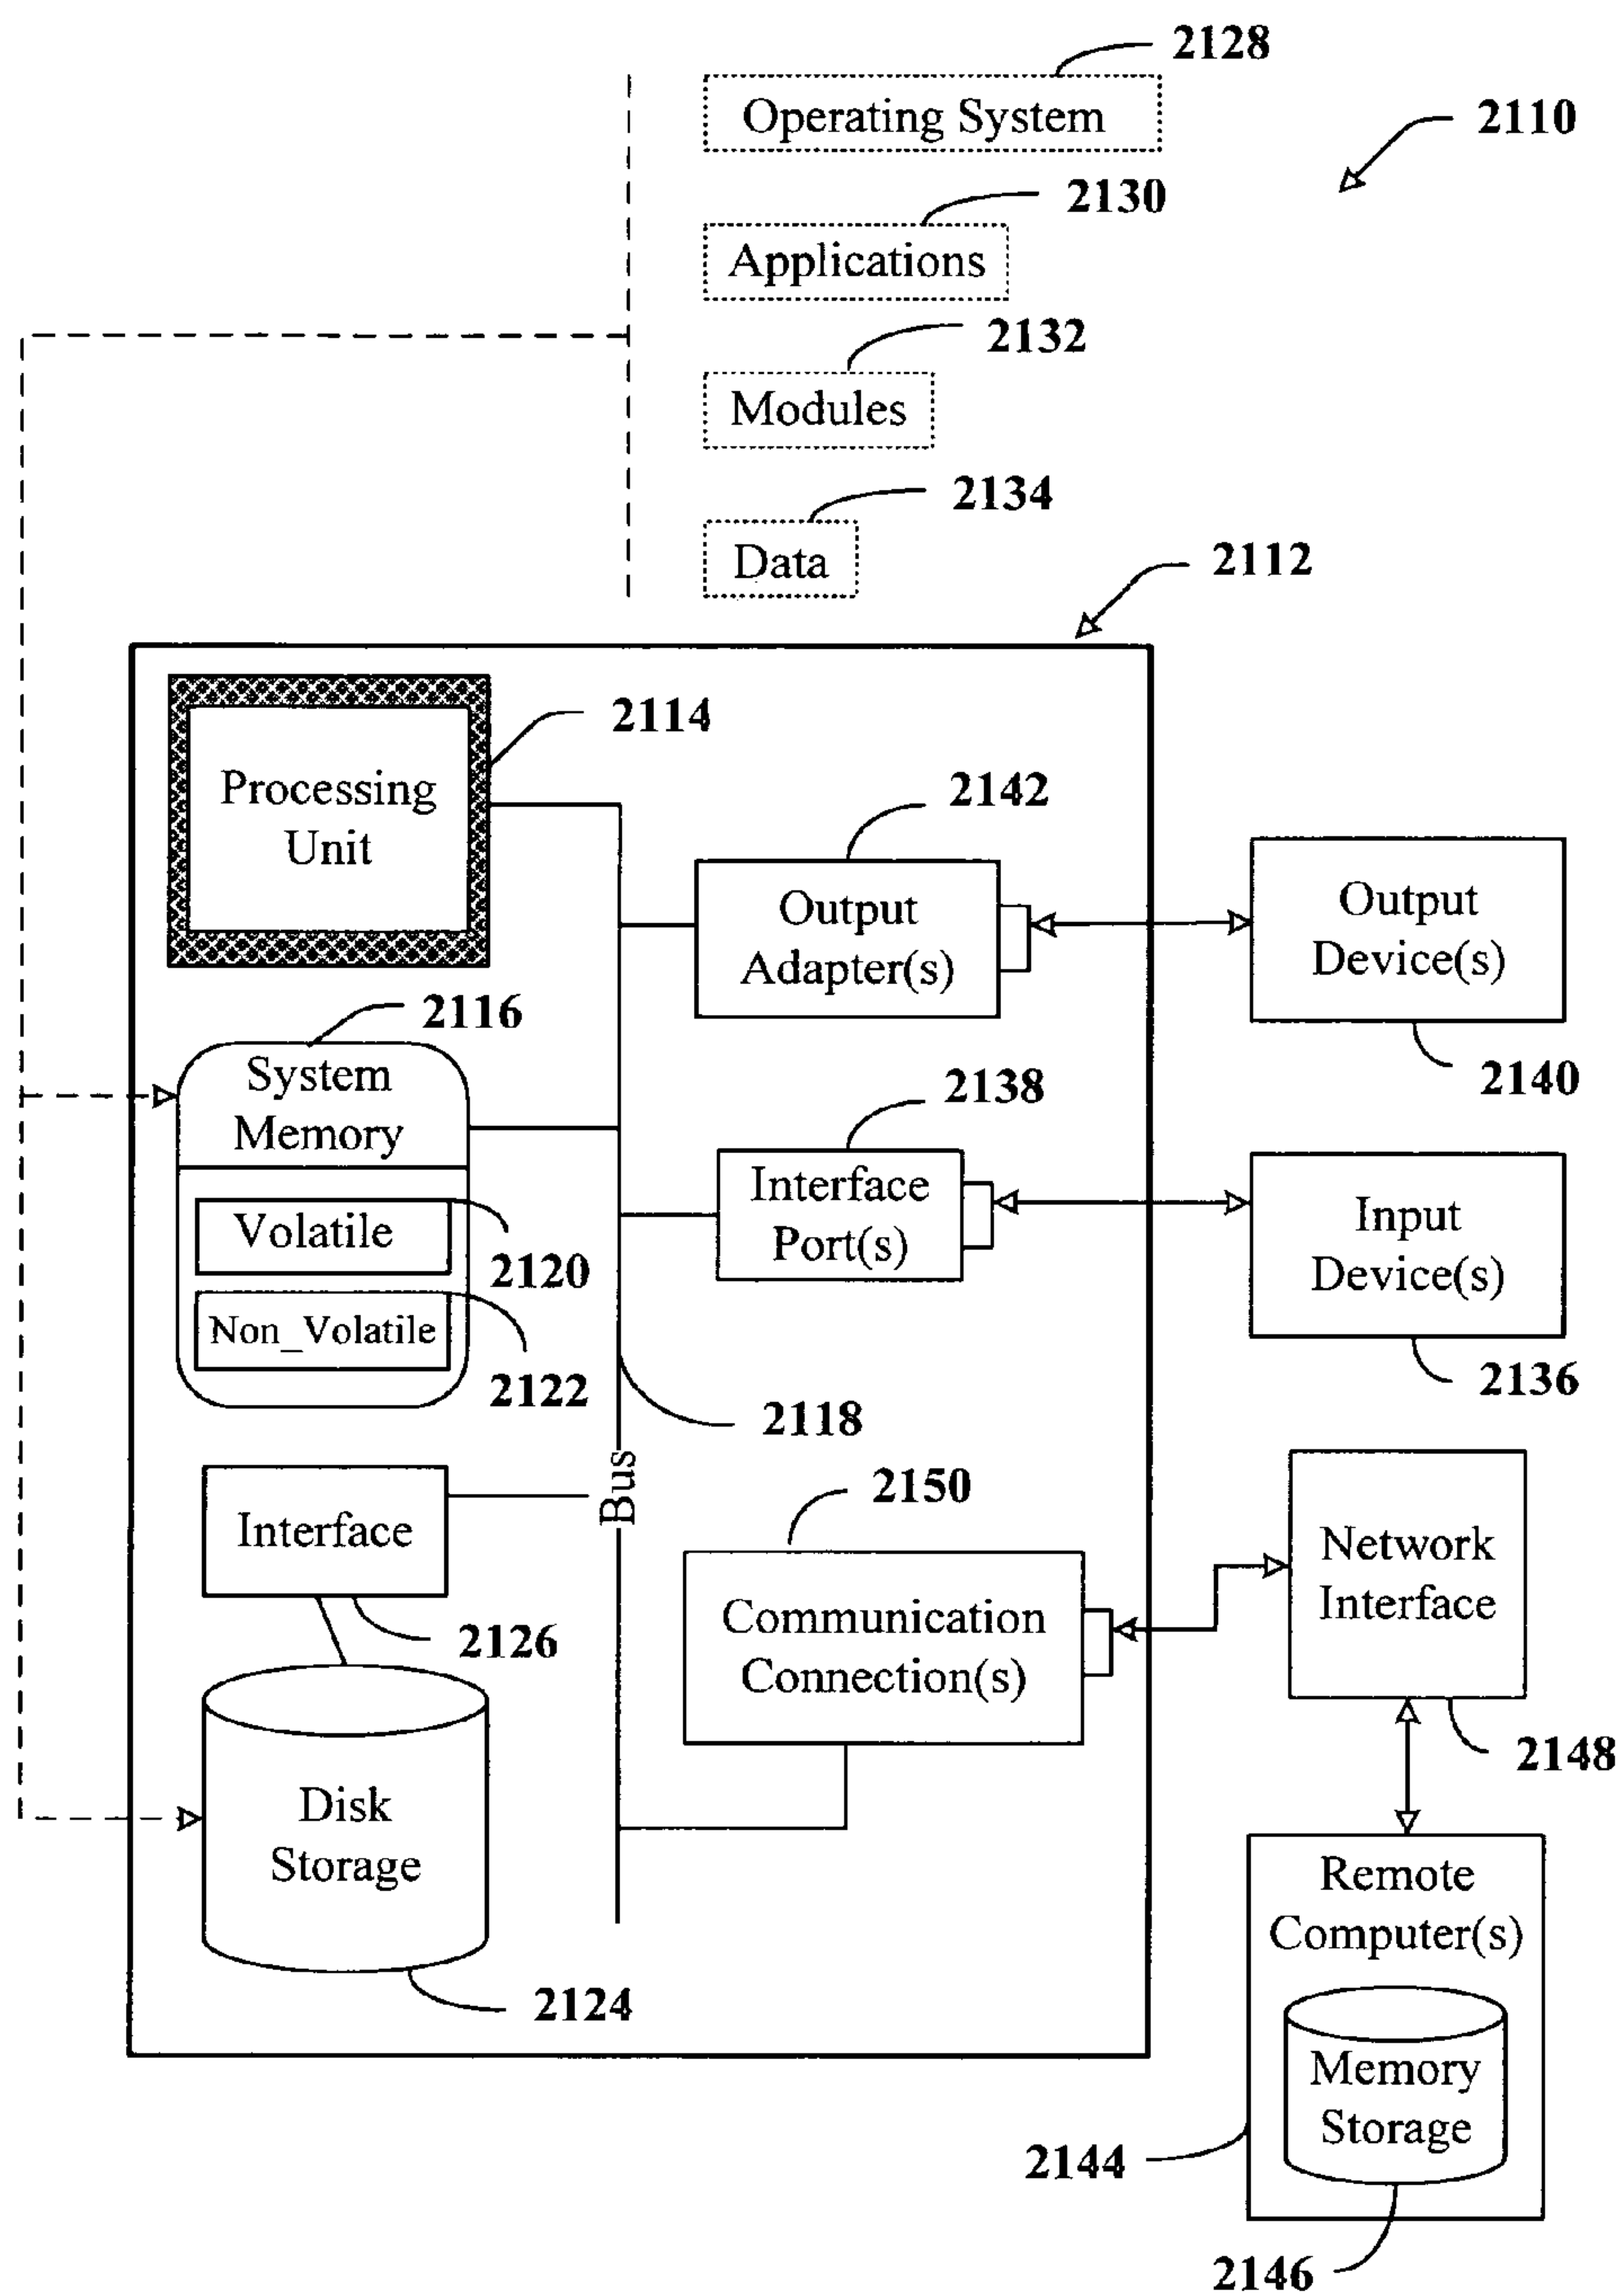 2128
Operating System
2110
2130
Applications
2132
Modules
2134
Data
2112
2114
Processing
Unit
2142
Output
Adapter(s)
Output
Device(s)
2140
2116
System
Memory
2138
Interface
Port(s)
Input
Device(s)
2136
Volatile
2120
Non_Volatile
2122
2118
Bus
2150
Interface
2126
Communication
Connection(s)
Network
Interface
2148
Disk
Storage
2124
Remote
Computer(s)
Memory
Storage
2144
2146